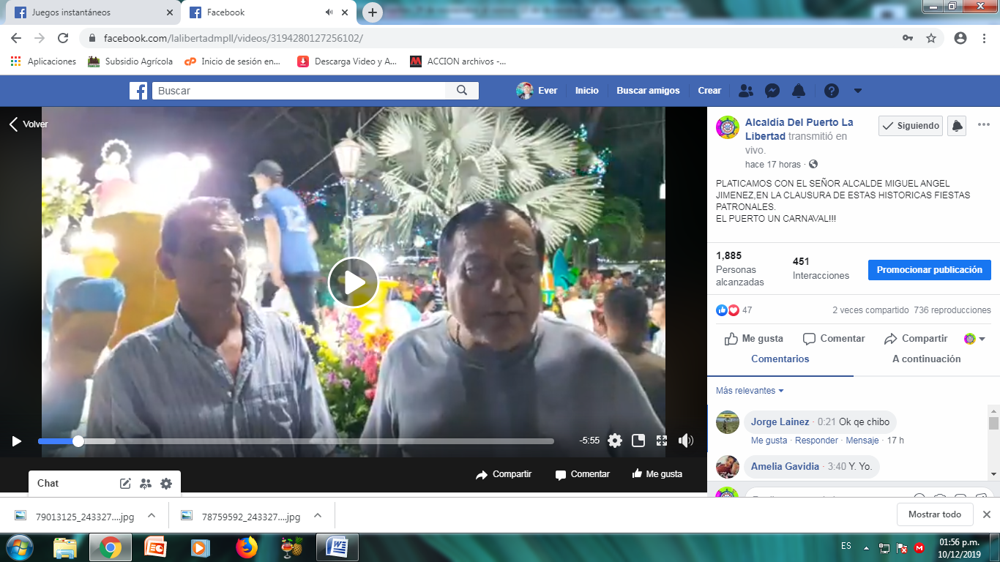 Juegos instantáneos
Facebook
facebook.com/lalibertadmpll/videos/3194280127256102/
Aplicaciones
Subsidio Agrícola
Inicio de sesión en...
Descarga Video y A...
ACCION archivos -...
Buscar
Ever
Inicio
Buscar amigos
Crear
Volver
Alcaldía Del Puerto La
Libertad transmitió en
vivo.
hace 17 horas ·
Siguiendo
PLATICAMOS CON EL SEÑOR ALCALDE MIGUEL ANGEL
JIMENEZ,EN LA CLAUSURA DE ESTAS HISTORICAS FIESTAS
PATRONALES.
EL PUERTO UN CARNAVAL!!!
1,885
Personas
alcanzadas
451
Interacciones
Promocionar publicación
47
2 veces compartido 736 reproducciones
Me gusta
Comentar
Compartir
Comentarios
A continuación
Más relevantes
Jorge Lainez · 0:21 Ok qe chibo
Me gusta · Responder · Mensaje · 17 h
Amelia Gavidia · 3:40 Y. Yo.
-5:55
Compartir
Comentar
Me gusta
Chat
79013125_243327....jpg
78759592_243327....jpg
Mostrar todo
ES
01:56 p.m.
10/12/2019